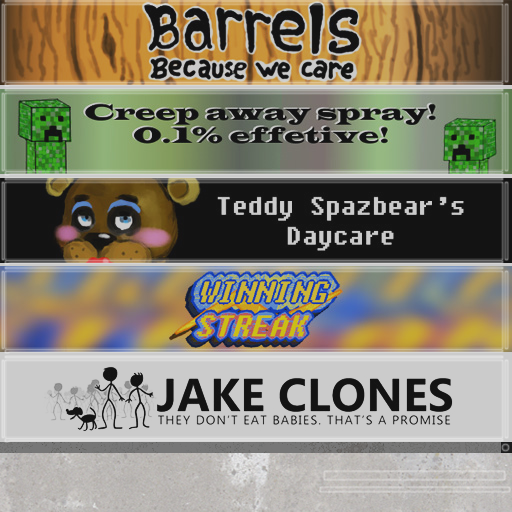 Barrels
Because we care
Creep away spray!
0.1% effetive!
Teddy Spazbear's
Daycare
WINNING
STREAK
JAKE CLONES
THEY DON'T EAT BABIES. THAT'S A PROMISE